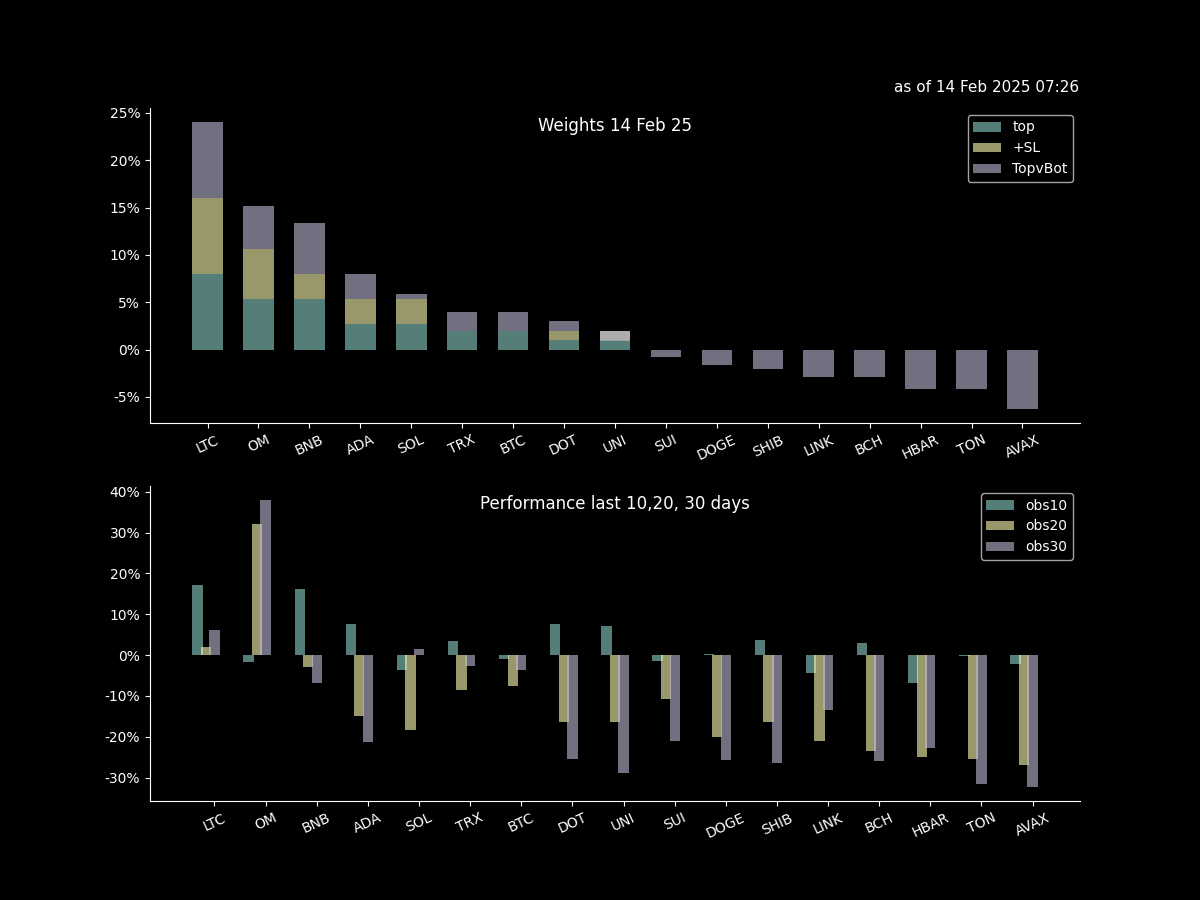 as of 14 Feb 2025 07:26
Weights 14 Feb 25
top
+SL
TopvBot
25%
20%
15%
10%
5%
0%
-5%
LTC OM BNB ADA SOL TRX BTC DOT UNI SUI DOGE SHIB LINK BCH HBAR TON AVAX
Performance last 10,20, 30 days
obs10
obs20
obs30
40%
30%
20%
10%
0%
-10%
-20%
-30%
LTC OM BNB ADA SOL TRX BTC DOT UNI SUI DOGE SHIB LINK BCH HBAR TON AVAX